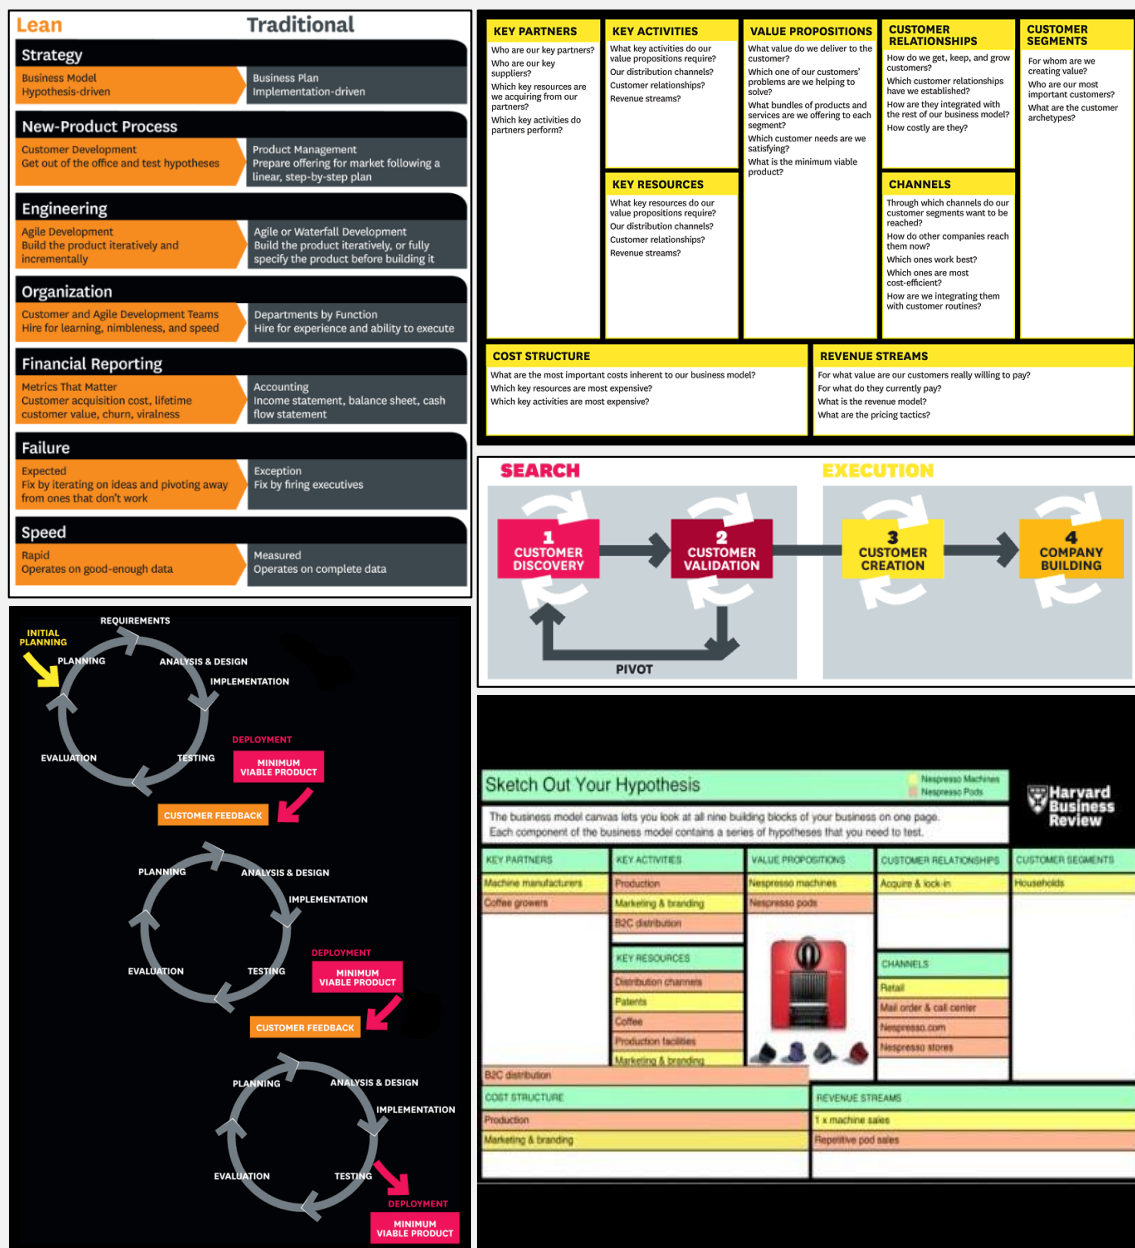 Lean Traditional
Strategy
Business Model
Hypothesis-driven
Business Plan
Implementation-driven
New-Product Process
Customer Development
Get out of the office and test hypotheses
Product Management
Prepare offering for market following a
linear, step-by-step plan
Engineering
Agile Development
Build the product iteratively and
incrementally
Agile or Waterfall Development
Build the product iteratively, or fully
specify the product before building it
Organization
Customer and Agile Development Teams
Hire for learning, nimbleness, and speed
Departments by Function
Hire for experience and ability to execute
Financial Reporting
Metrics That Matter
Customer acquisition cost, lifetime
customer value, churn, viralness
Accounting
Income statement, balance sheet, cash
flow statement
Failure
Expected
Fix by iterating on ideas and pivoting away
from ones that don't work
Exception
Fix by firing executives
Speed
Rapid
Operates on good-enough data
Measured
Operates on complete data
KEY PARTNERS
Who are our key partners?
Who are our key
suppliers?
Which key resources are
we acquiring from our
partners?
Which key activities do
partners perform?
KEY ACTIVITIES
What key activities do our
value propositions require?
Our distribution channels?
Customer relationships?
Revenue streams?
KEY RESOURCES
What key resources do our
value propositions require?
Our distribution channels?
Customer relationships?
Revenue streams?
VALUE PROPOSITIONS
What value do we deliver to the
customer?
Which one of our customers'
problems are we helping to
solve?
What bundles of products and
services are we offering to each
segment?
Which customer needs are we
satisfying?
What is the minimum viable
product?
CUSTOMER
RELATIONSHIPS
How do we get, keep, and grow
customers?
Which customer relationships
have we established?
How are they integrated with
the rest of our business model?
How costly are they?
CHANNELS
Through which channels do our
customer segments want to be
reached?
How do other companies reach
them now?
Which ones work best?
Which ones are most
cost-efficient?
How are we integrating them
with customer routines?
CUSTOMER
SEGMENTS
For whom are we
creating value?
Who are our most
important customers?
What are the customer
archetypes?
COST STRUCTURE
What are the most important costs inherent to our business model?
Which key resources are most expensive?
Which key activities are most expensive?
REVENUE STREAMS
For what value are our customers really willing to pay?
For what do they currently pay?
What is the revenue model?
What are the pricing tactics?
SEARCH
EXECUTION
1
CUSTOMER
DISCOVERY
2
CUSTOMER
VALIDATION
3
CUSTOMER
CREATION
4
COMPANY
BUILDING
PIVOT
INITIAL
PLANNING
REQUIREMENTS
PLANNING
ANALYSIS & DESIGN
IMPLEMENTATION
EVALUATION
TESTING
DEPLOYMENT
MINIMUM
VIABLE PRODUCT
CUSTOMER FEEDBACK
PLANNING
ANALYSIS & DESIGN
IMPLEMENTATION
EVALUATION
TESTING
DEPLOYMENT
MINIMUM
VIABLE PRODUCT
CUSTOMER FEEDBACK
PLANNING
ANALYSIS & DESIGN
IMPLEMENTATION
EVALUATION
TESTING
DEPLOYMENT
MINIMUM
VIABLE PRODUCT
Sketch Out Your Hypothesis
Nespresso Machines
Nespresso Pods
Harvard
Business
Review
The business model canvas lets you look at all nine building blocks of your business on one page.
Each component of the business model contains a series of hypotheses that you need to test.
KEY PARTNERS
Machine manufacturers
Coffee growers
KEY ACTIVITIES
Production
Marketing & branding
B2C distribution
KEY RESOURCES
Distribution channels
Patents
Coffee
Production facilities
Marketing & branding
B2C distribution
VALUE PROPOSITIONS
Nespresso machines
Nespresso pods
CUSTOMER RELATIONSHIPS
Acquire & lock-in
CHANNELS
Retail
Mail order & call center
Nespresso.com
Nespresso stores
CUSTOMER SEGMENTS
Households
COST STRUCTURE
Production
Marketing & branding
REVENUE STREAMS
1 x machine sales
Repetitive pod sales